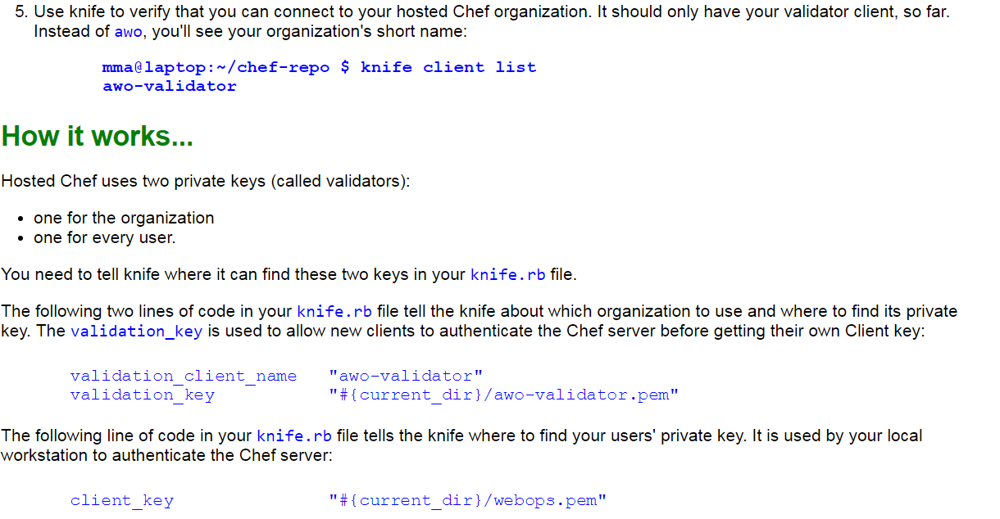 5. Use knife to verify that you can connect to your hosted Chef organization. It should only have your validator client, so far.
Instead of awo, you'll see your organization's short name:
mma@laptop:~/chef-repo $ knife client list
awo-validator
How it works...
Hosted Chef uses two private keys (called validators):
• one for the organization
• one for every user.
You need to tell knife where it can find these two keys in your knife.rb file.
The following two lines of code in your knife.rb file tell the knife about which organization to use and where to find its private
key. The validation_key is used to allow new clients to authenticate the Chef server before getting their own Client key:
validation_client_name "awo-validator"
validation_key "#{current_dir}/awo-validator.pem"
The following line of code in your knife.rb file tells the knife where to find your users' private key. It is used by your local
workstation to authenticate the Chef server:
client_key "#{current_dir}/webops.pem"